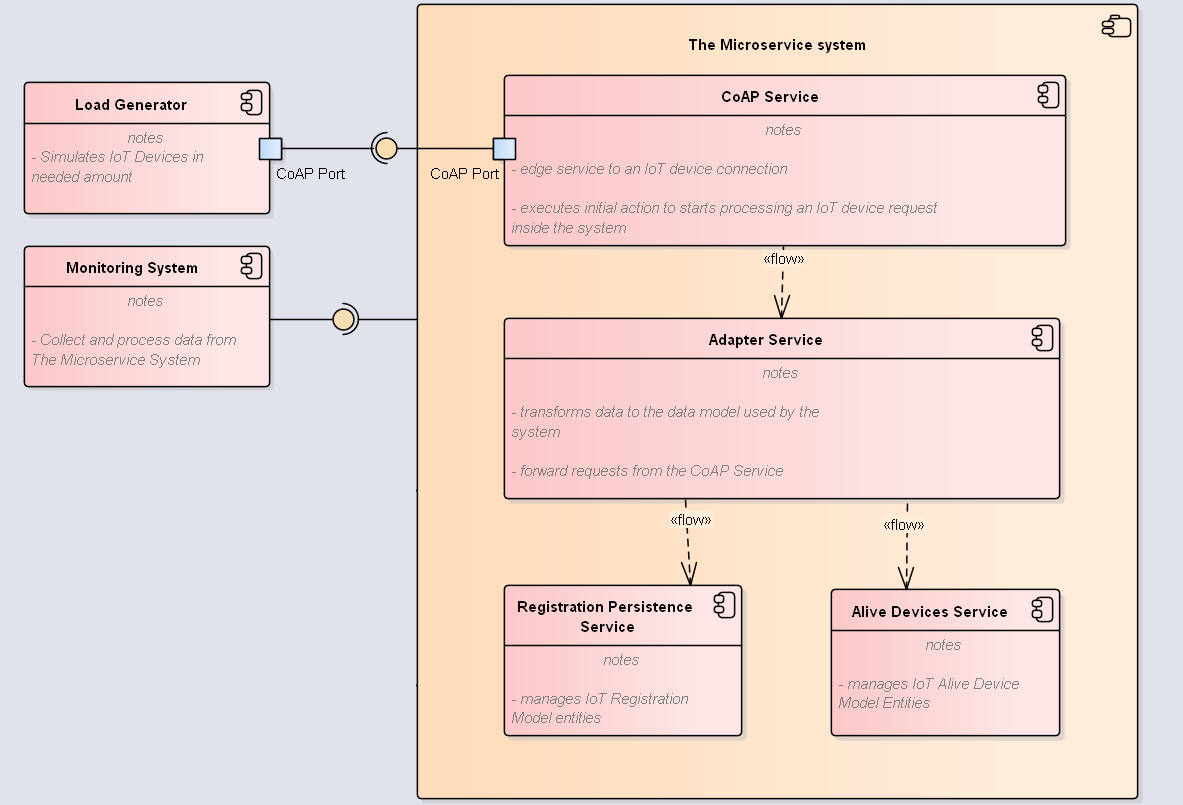 The Microservice system
Load Generator
notes
- Simulates IoT Devices in
needed amount
CoAP Port
CoAP Port
CoAP Service
notes
- edge service to an IoT device connection
- executes initial action to starts processing an IoT device request
inside the system
«flow»
Monitoring System
notes
- Collect and process data from
The Microservice System
Adapter Service
notes
- transforms data to the data model used by the
system
- forward requests from the CoAP Service
«flow»
«flow»
Registration Persistence
Service
notes
- manages IoT Registration
Model entities
Alive Devices Service
notes
- manages IoT Alive Device
Model Entities